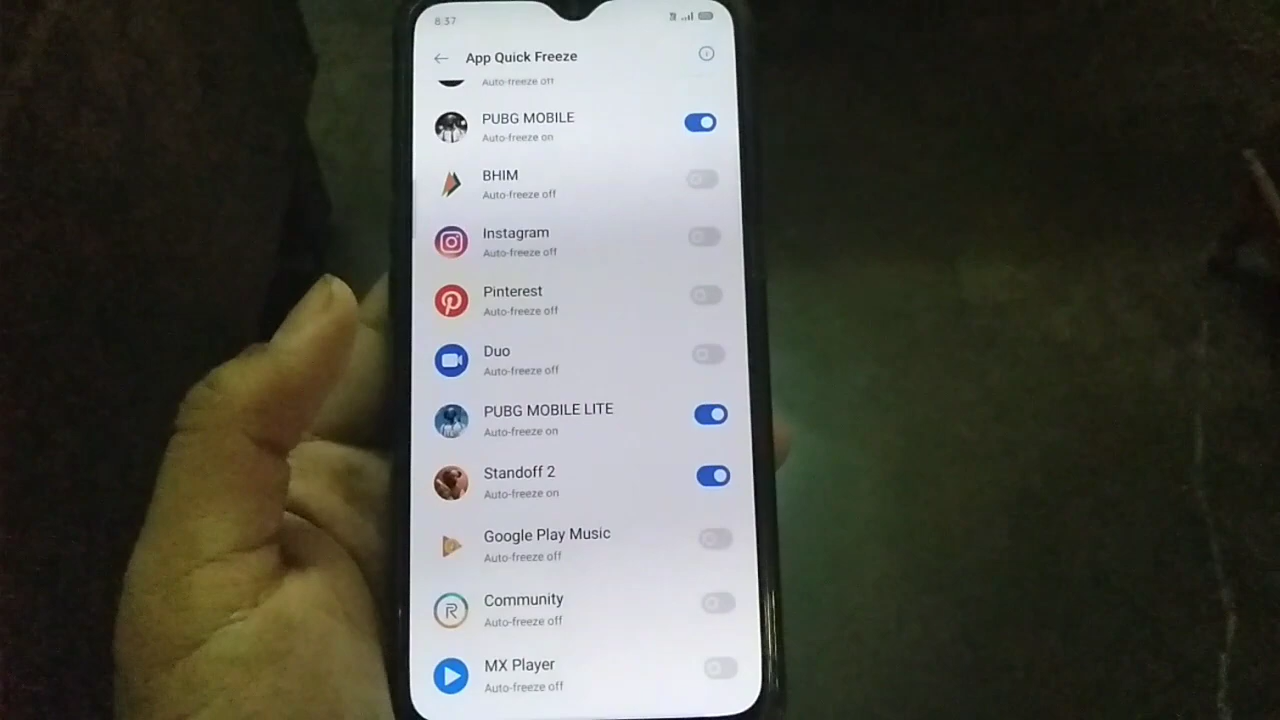 8:37
App Quick Freeze
Auto-freeze off
PUBG MOBILE
Auto-freeze on
BHIM
Auto-freeze off
Instagram
Auto-freeze off
Pinterest
Auto-freeze off
Duo
Auto-freeze off
PUBG MOBILE LITE
Auto-freeze on
Standoff 2
Auto-freeze on
Google Play Music
Auto-freeze off
Community
Auto-freeze off
MX Player
Auto-freeze off